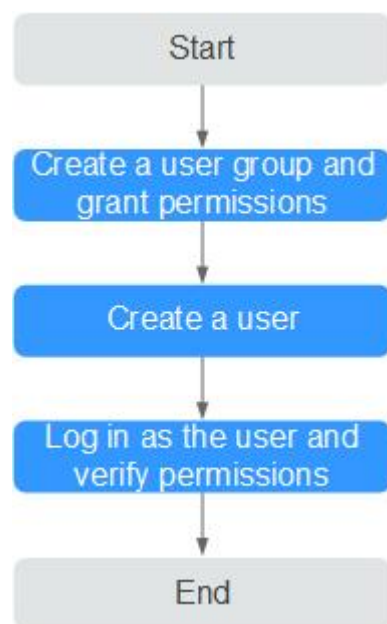 Start
Create a user group and
grant permissions
Create a user
Log in as the user and
verify permissions
End